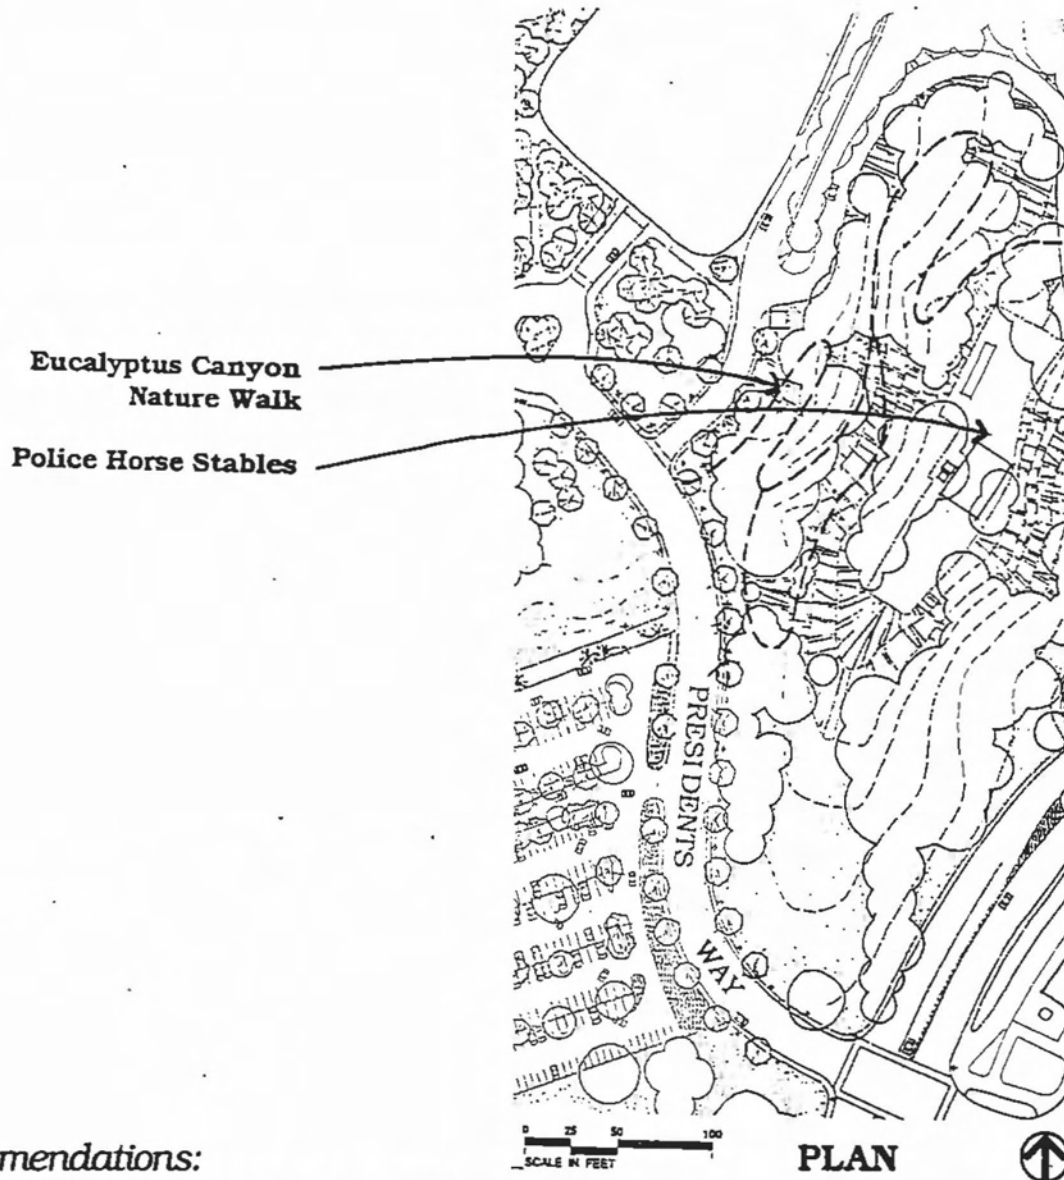 Eucalyptus Canyon
Nature Walk
Police Horse Stables
PRESIDENTS
WAY
0 25 50 100
SCALE IN FEET
PLAN
mendations: